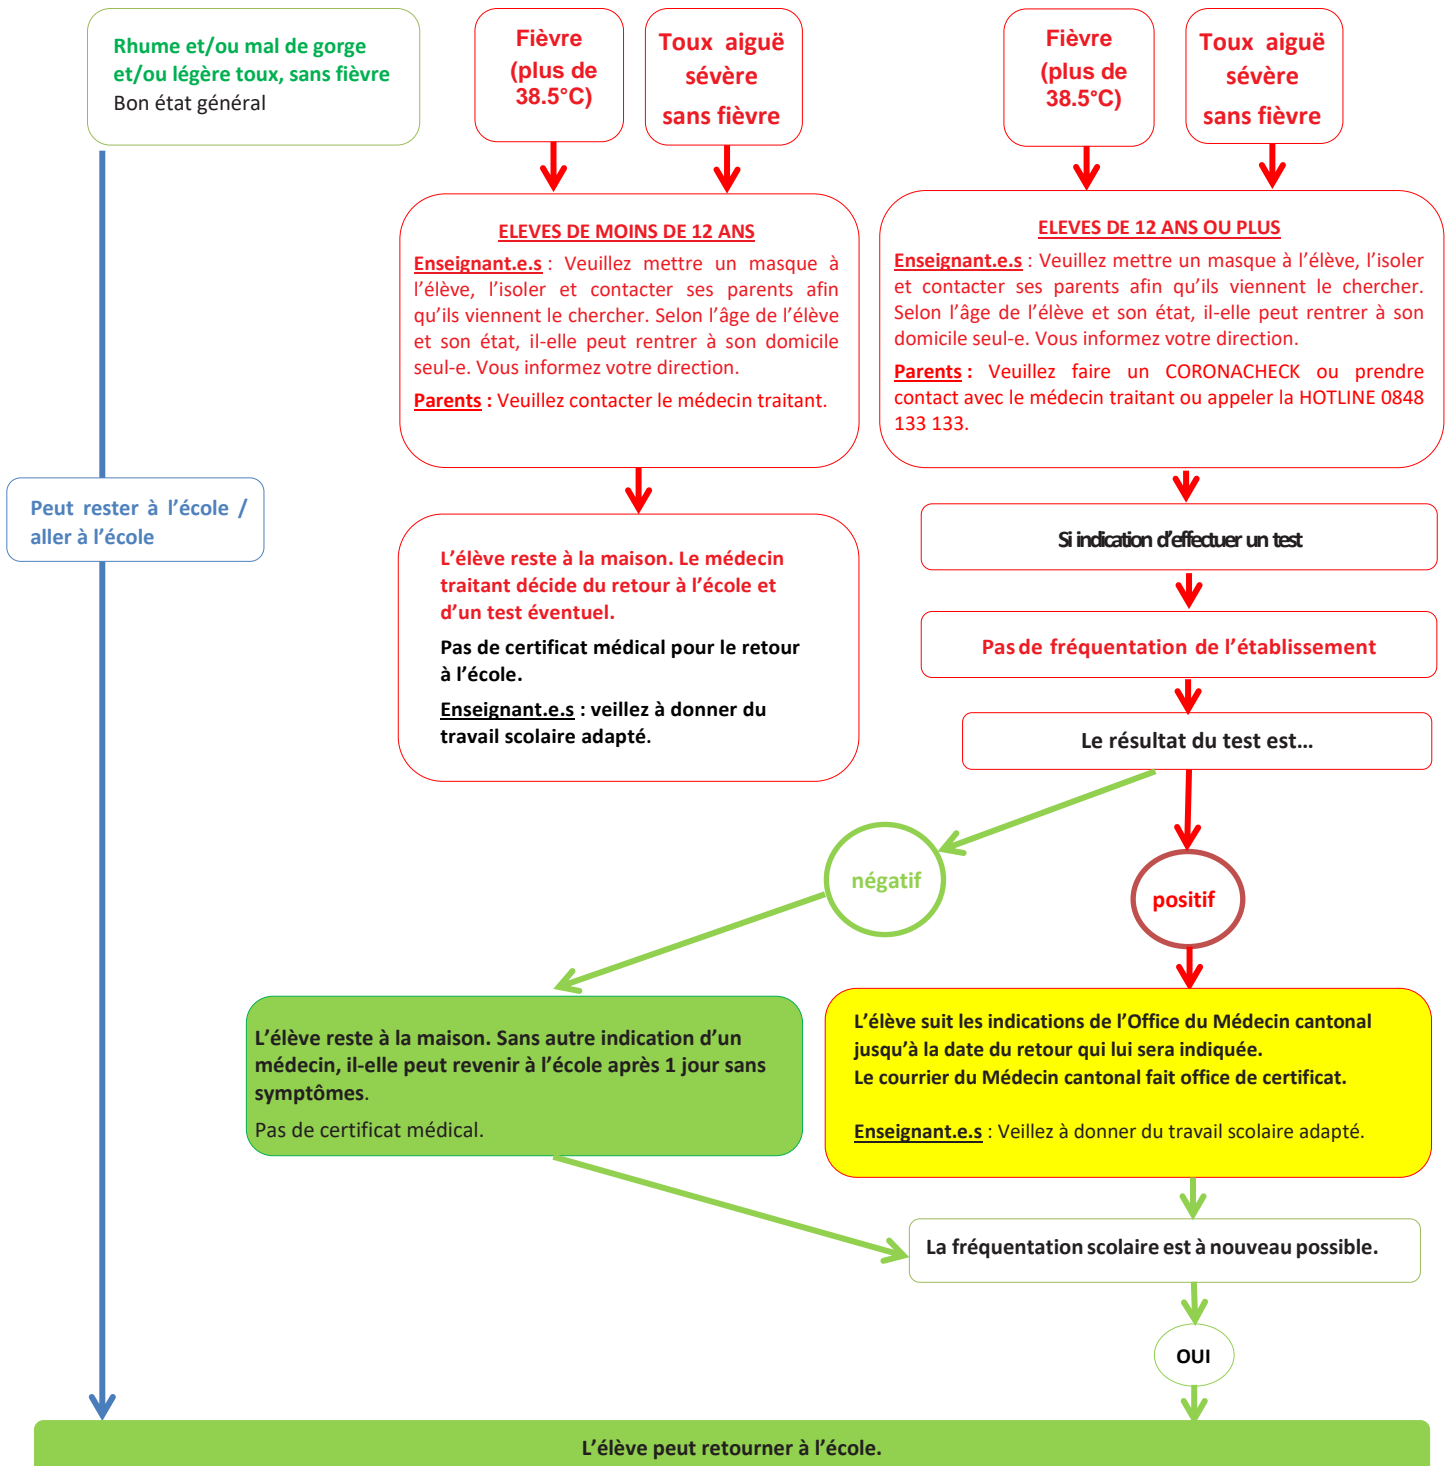 Rhume et/ou mal de gorge
et/ou légère toux, sans fièvre
Bon état général
Fièvre
(plus de
38.5°C)
Toux aiguë
sévère
sans fièvre
Fièvre
(plus de
38.5°C)
Toux aiguë
sévère
sans fièvre
ELEVES DE MOINS DE 12 ANS
Enseignant.e.s : Veuillez mettre un masque à
l’élève, l’isoler et contacter ses parents afin
qu’ils viennent le chercher. Selon l’âge de l’élève
et son état, il-elle peut rentrer à son domicile
seul-e. Vous informez votre direction.
Parents : Veuillez contacter le médecin traitant.
ELEVES DE 12 ANS OU PLUS
Enseignant.e.s : Veuillez mettre un masque à l’élève, l’isoler
et contacter ses parents afin qu’ils viennent le chercher.
Selon l’âge de l’élève et son état, il-elle peut rentrer à son
domicile seul-e. Vous informez votre direction.
Parents : Veuillez faire un CORONACHECK ou prendre
contact avec le médecin traitant ou appeler la HOTLINE 0848
133 133.
Peut rester à l’école /
aller à l’école
L’élève reste à la maison. Le médecin
traitant décide du retour à l’école et
d’un test éventuel.
Pas de certificat médical pour le retour
à l’école.
Enseignant.e.s : veillez à donner du
travail scolaire adapté.
Si indication d’effectuer un test
Pas de fréquentation de l’établissement
Le résultat du test est…
négatif
positif
L’élève reste à la maison. Sans autre indication d’un
médecin, il-elle peut revenir à l’école après 1 jour sans
symptômes.
Pas de certificat médical.
L’élève suit les indications de l’Office du Médecin cantonal
jusqu’à la date du retour qui lui sera indiquée.
Le courrier du Médecin cantonal fait office de certificat.
Enseignant.e.s : Veillez à donner du travail scolaire adapté.
La fréquentation scolaire est à nouveau possible.
OUI
L’élève peut retourner à l’école.